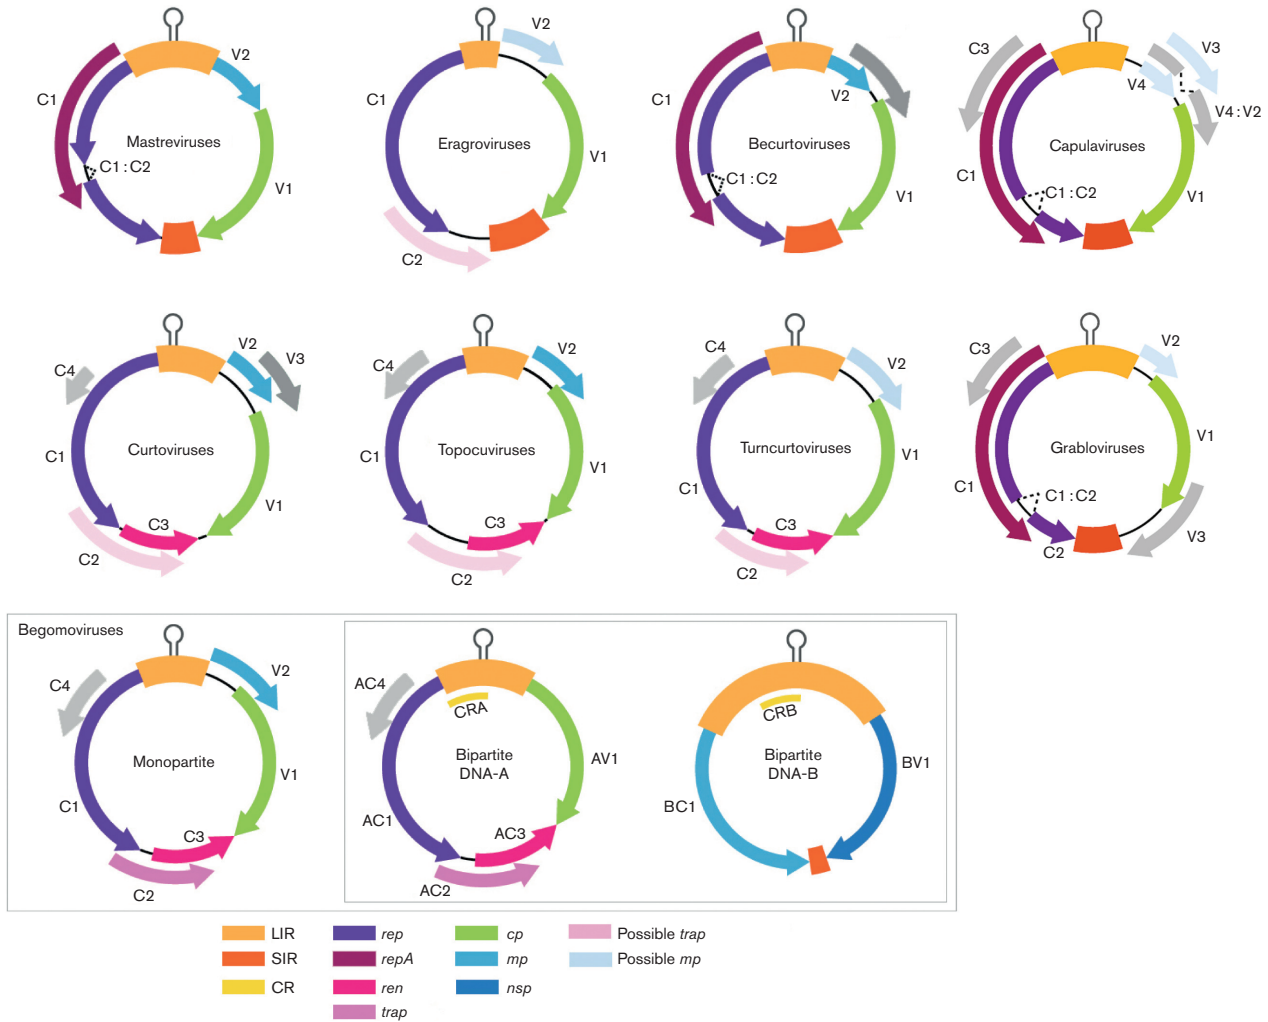 V2
C1
Mastreviruses
C1 : C2
V1
V2
C1
Eragroviruses
V1
C2
C1
V2
Becurtoviruses
C1 : C2
V1
C3
V3
V4
V4 : V2
Capulaviruses
C1
C1 : C2
V1
V2
V3
C4
Curtoviruses
C1
V1
C3
C2
V2
C4
Topocuviruses
C1
V1
C3
C2
C4
V2
Turncurtoviruses
V1
C1
C3
C2
C3
V2
V1
Grabloviruses
C1
C1 : C2
C2
V3
Begomoviruses
V2
C4
Monopartite
V1
C1
C3
C2
AC4
CRA
Bipartite
DNA-A
AV1
AC1
AC3
AC2
CRB
Bipartite
DNA-B
BV1
BC1
LIR
rep
cp
Possible trap
SIR
repA
mp
Possible mp
CR
ren
nsp
trap